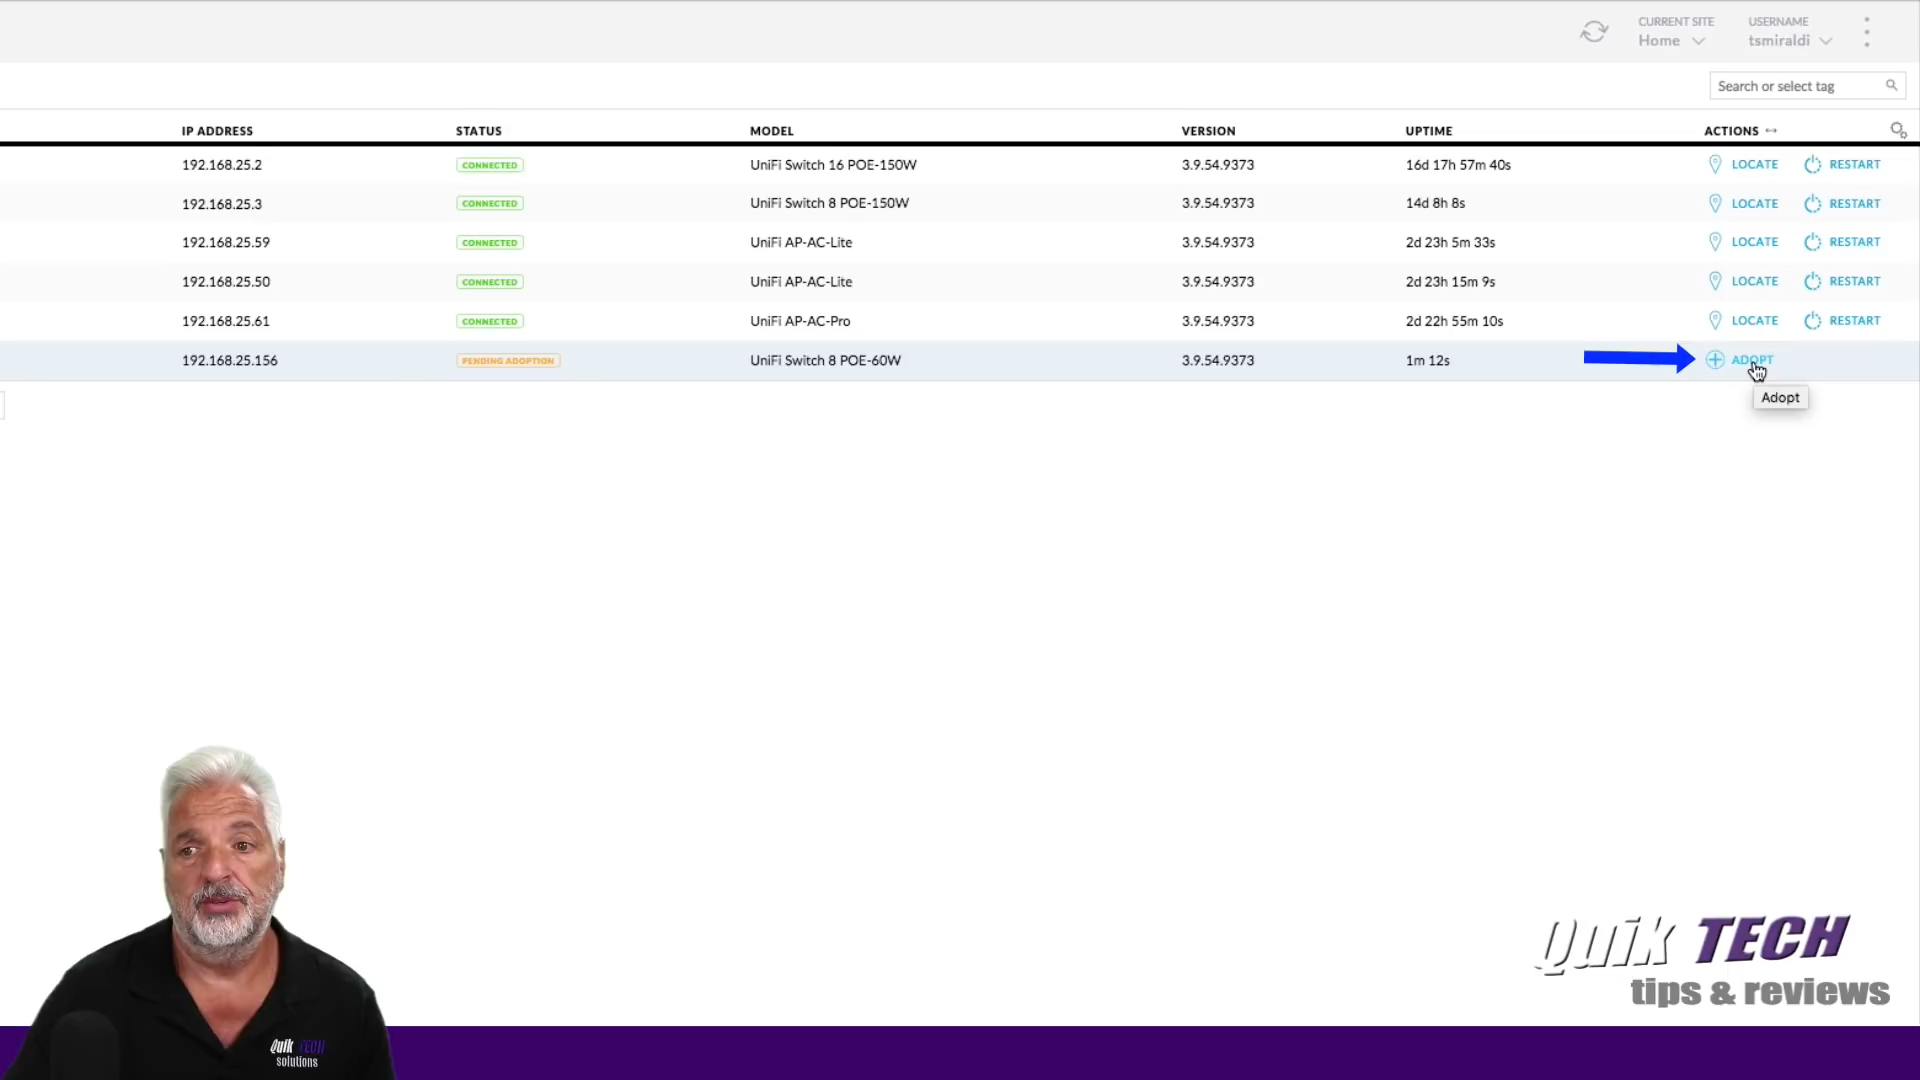 CURRENT SITE
Home
USERNAME
tsmiraldi
Search or select tag
IP ADDRESS STATUS MODEL VERSION UPTIME ACTIONS
192.168.25.2 CONNECTED UniFi Switch 16 POE-150W 3.9.54.9373 16d 17h 57m 40s LOCATE RESTART
192.168.25.3 CONNECTED UniFi Switch 8 POE-150W 3.9.54.9373 14d 8h 8s LOCATE RESTART
192.168.25.59 CONNECTED UniFi AP-AC-Lite 3.9.54.9373 2d 23h 5m 33s LOCATE RESTART
192.168.25.50 CONNECTED UniFi AP-AC-Lite 3.9.54.9373 2d 23h 15m 9s LOCATE RESTART
192.168.25.61 CONNECTED UniFi AP-AC-Pro 3.9.54.9373 2d 22h 55m 10s LOCATE RESTART
192.168.25.156 PENDING ADOPTION UniFi Switch 8 POE-60W 3.9.54.9373 1m 12s ADOPT
Adopt
Quik TECH
tips & reviews
Quik TECH
solutions